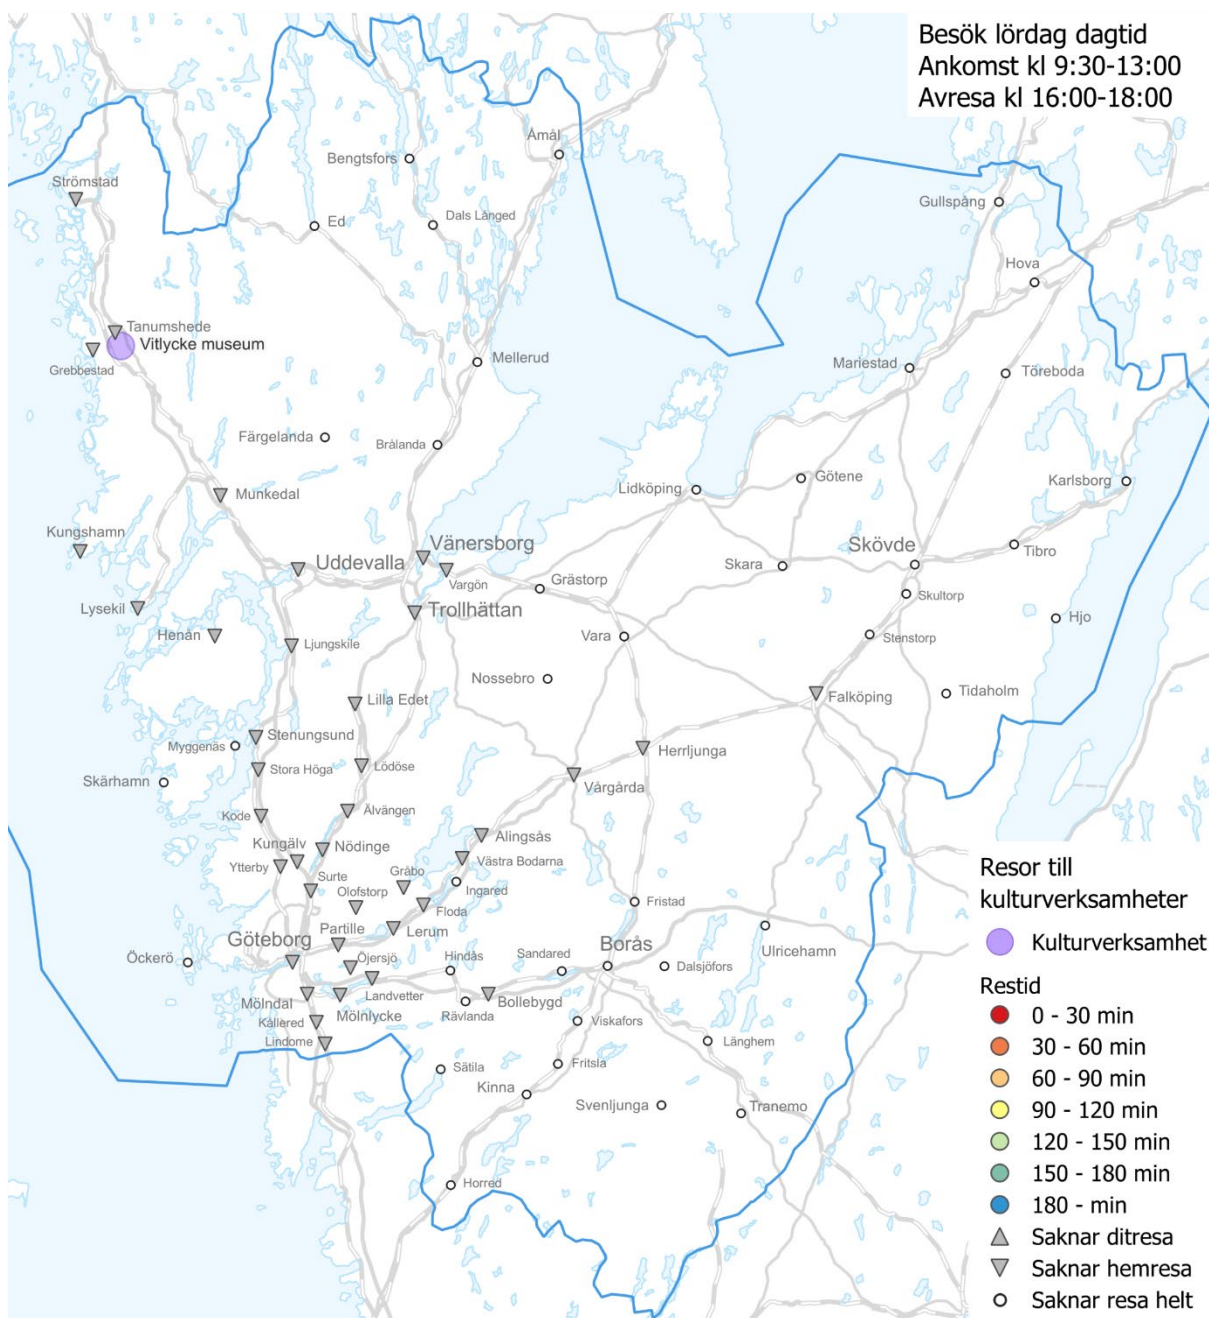 Besök lördag dagtid
Ankomst kl 9:30-13:00
Avresa kl 16:00-18:00
Åmål
Bengtsfors
Strömstad
Dals Långed
Ed
Gullspång
Hova
Tanumshede
Vitlycke museum
Grebbestad
Mellerud
Mariestad
Töreboda
Färgelanda
Brålanda
Munkedal
Lidköping
Götene
Karlsborg
Kungshamn
Uddevalla
Vänersborg
Vargön
Grästorp
Skara
Skövde
Tibro
Skultorp
Lysekil
Trollhättan
Henån
Ljungskile
Vara
Stenstorp
Hjo
Nossebro
Lilla Edet
Falköping
Tidaholm
Stenungsund
Myggenäs
Herrljunga
Stora Höga
Lödöse
Skärhamn
Vårgårda
Kode
Älvängen
Alingsås
Kungälv
Nödinge
Västra Bodarna
Ytterby
Surte
Gråbo
Ingared
Olofstorp
Floda
Fristad
Partille
Lerum
Göteborg
Borås
Ulricehamn
Öckerö
Öjersjö
Hindås
Sandared
Dalsjöfors
Landvetter
Mölndal
Mölnlycke
Rävlanda
Bollebygd
Kållered
Viskafors
Lindome
Länghem
Sätila
Fritsla
Kinna
Svenljunga
Tranemo
Horred
Resor till
kulturverksamheter
Kulturverksamhet
Restid
0 - 30 min
30 - 60 min
60 - 90 min
90 - 120 min
120 - 150 min
150 - 180 min
180 - min
Saknar ditresa
Saknar hemresa
Saknar resa helt